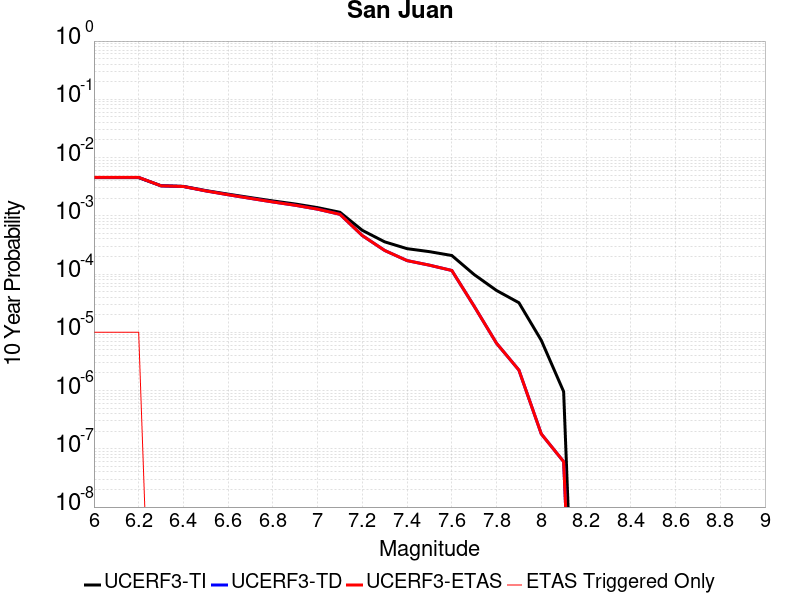 San Juan
10^0
10^-1
10^-2
10^-3
10^-4
10^-5
10^-6
10^-7
10^-8
10 Year Probability
6 6.2 6.4 6.6 6.8 7 7.2 7.4 7.6 7.8 8 8.2 8.4 8.6 8.8 9
Magnitude
UCERF3-TI UCERF3-TD UCERF3-ETAS ETAS Triggered Only